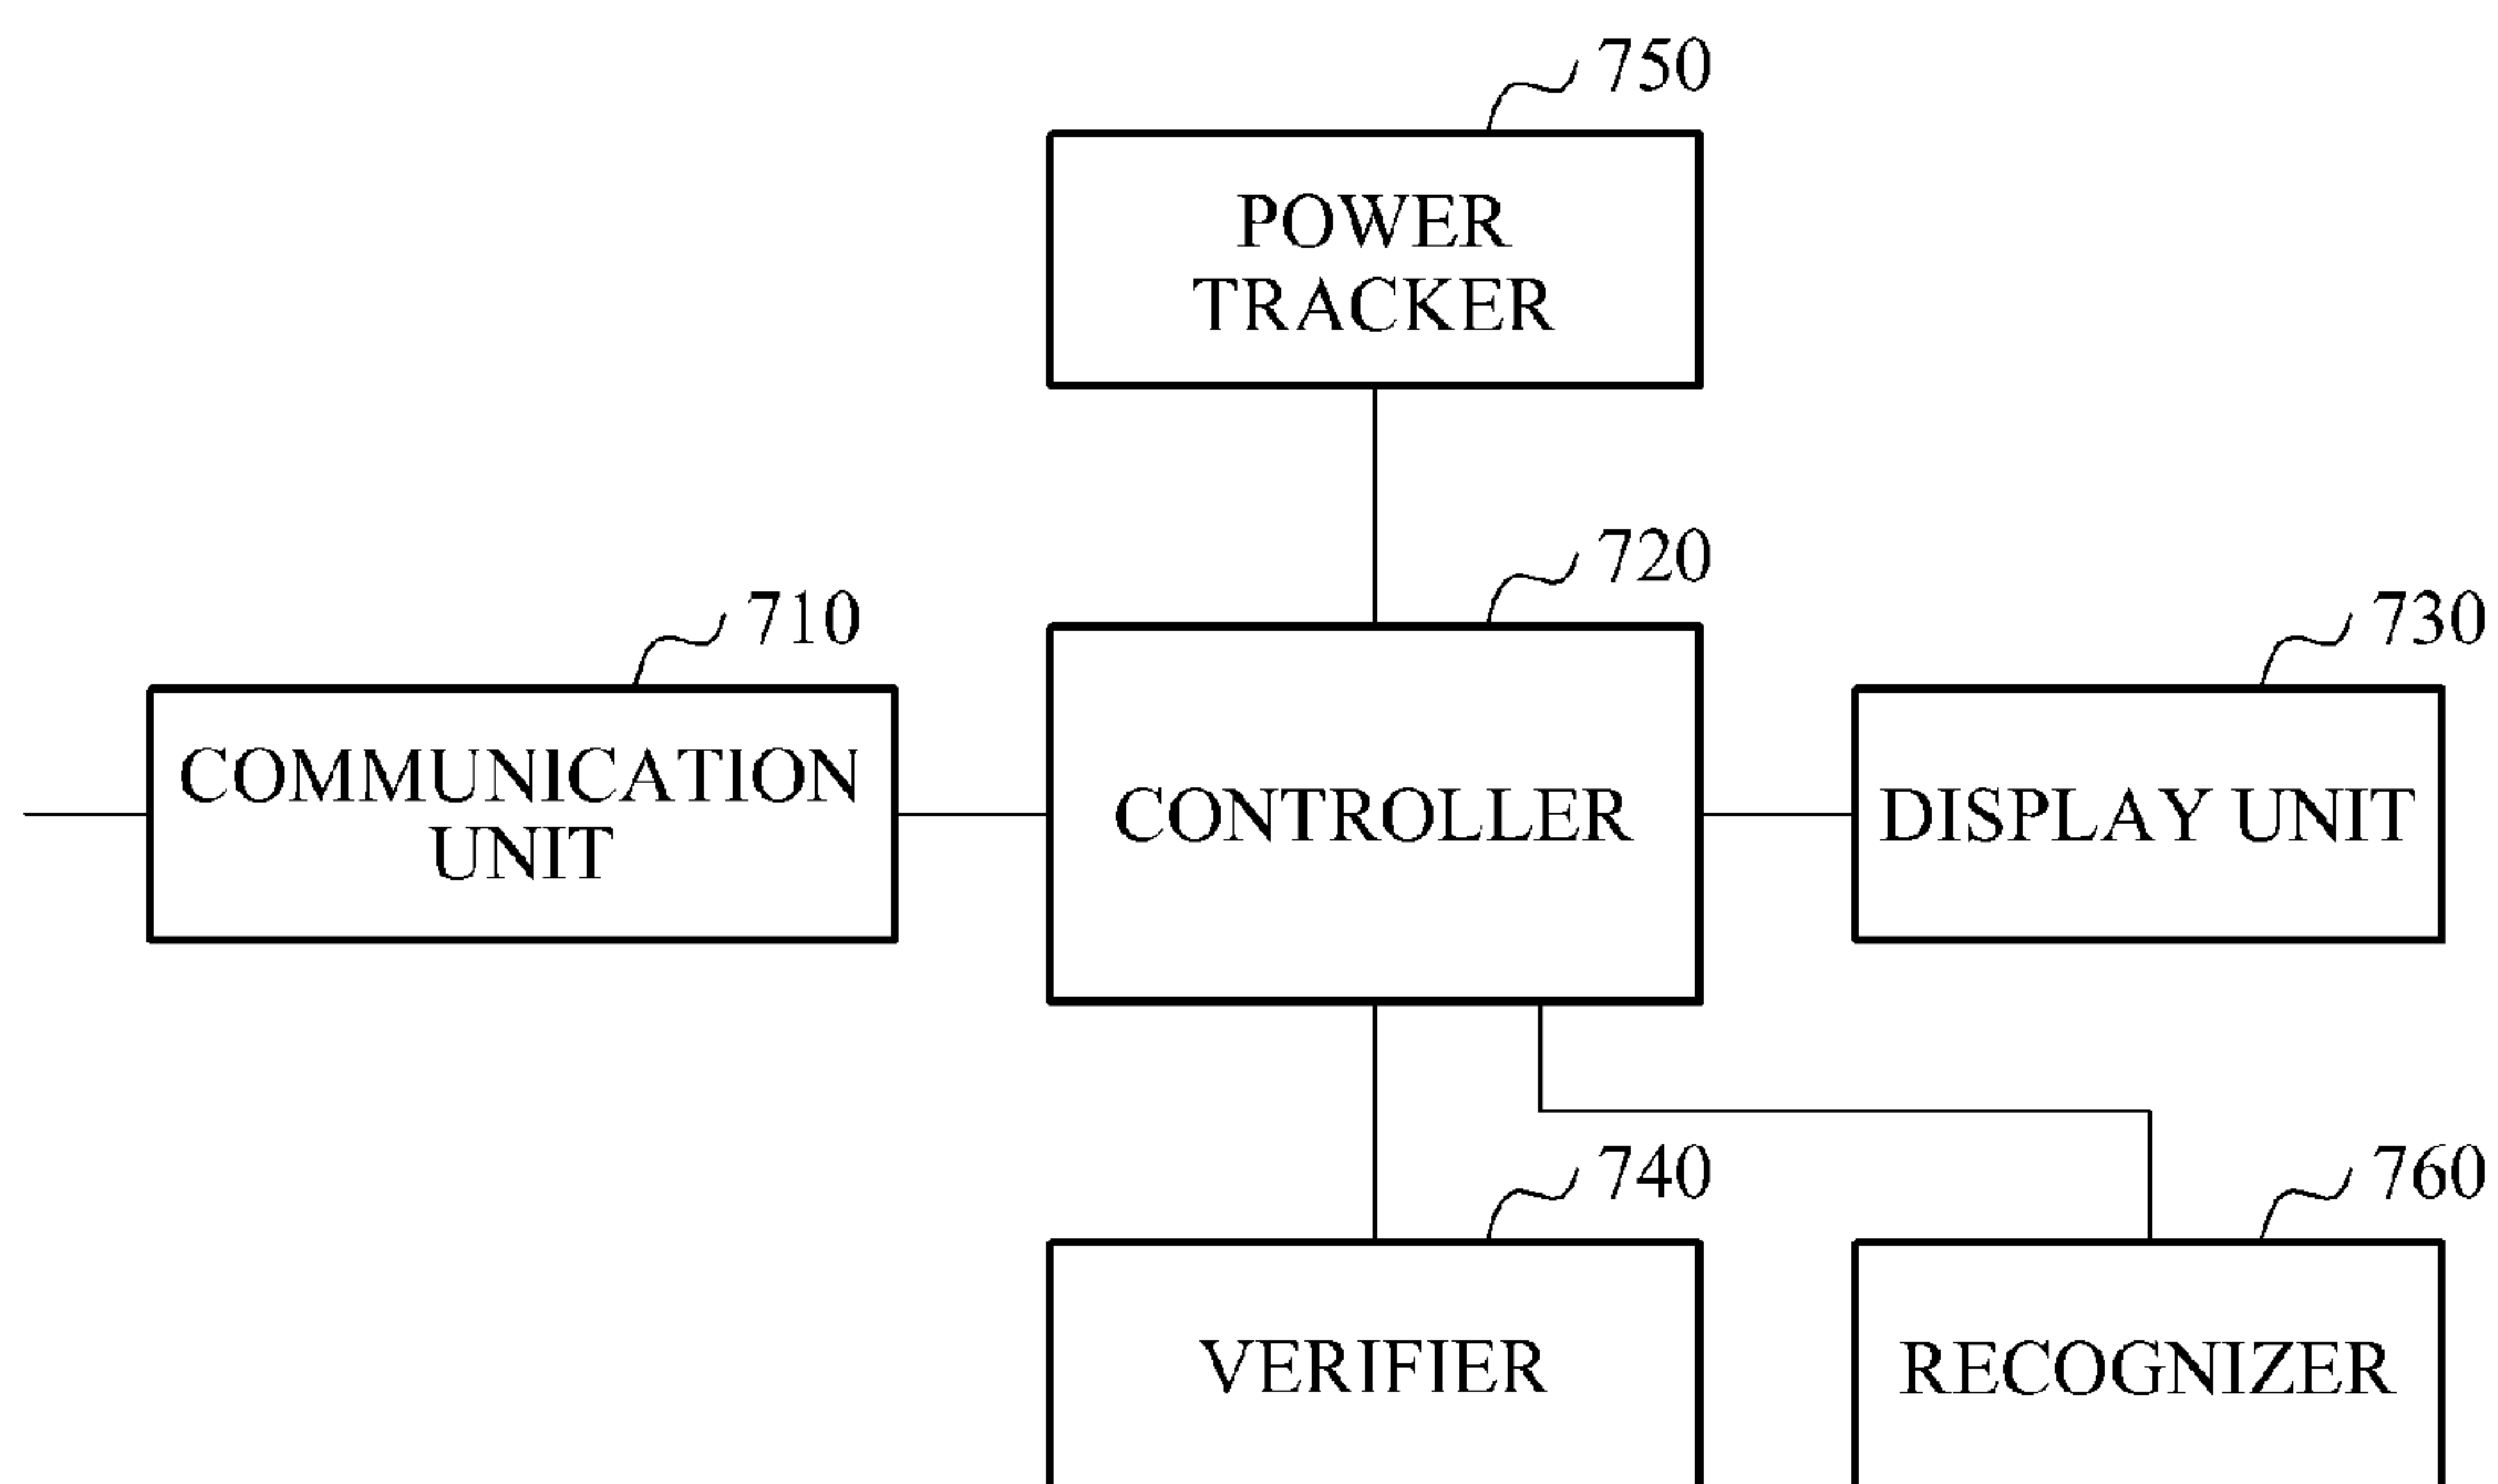 750
POWER
TRACKER
720
710
730
COMMUNICATION
UNIT
CONTROLLER
DISPLAY UNIT
740
760
VERIFIER
RECOGNIZER